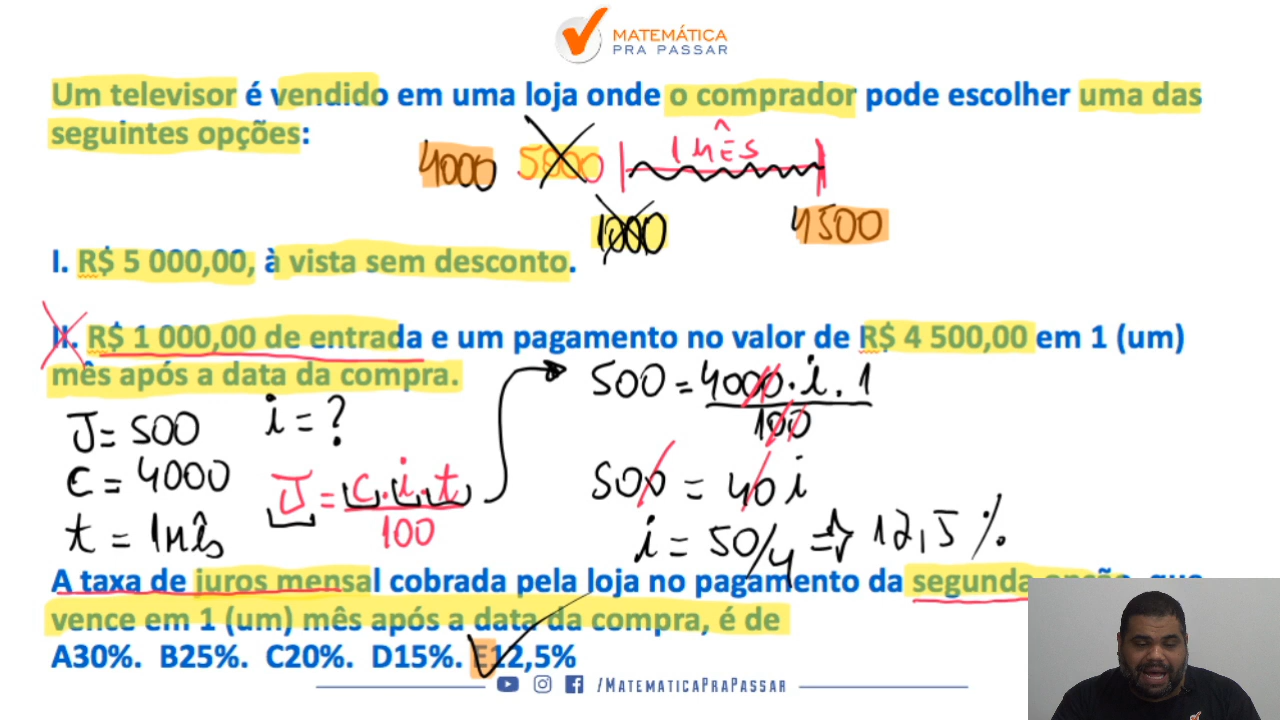 MATEMÁTICA
PRA PASSAR
Um televisor é vendido em uma loja onde o comprador pode escolher uma das
seguintes opções:
4000 5000 1 MÊS
1000 4500
I. R$ 5 000,00, à vista sem desconto.
II. R$ 1 000,00 de entrada e um pagamento no valor de R$ 4 500,00 em 1 (um)
mês após a data da compra.
500 = 4000 . i . 1
100
J = 500 i = ?
C = 4000
J = c . i . t
100
t = 1 mês
500 = 40 i
i = 50/4 ⇒ 12,5 %
A taxa de juros mensal cobrada pela loja no pagamento da segunda
vence em 1 (um) mês após a data da compra, é de
A30%. B25%. C20%. D15%. E12,5%
/MATEMATICAPRAPASSAR